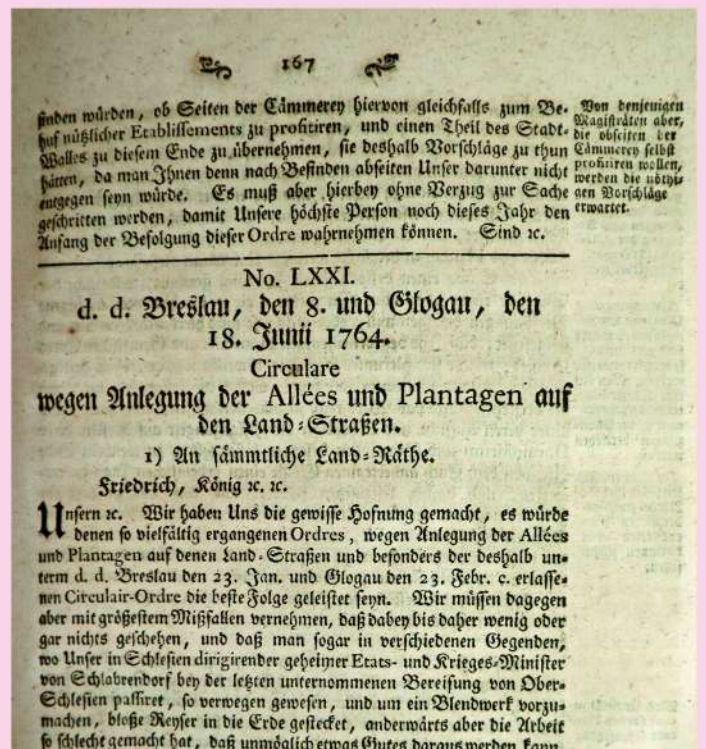 167
finden würden, ob Seiten der Cämmerey hiervon gleichfalls zum Be-
huf nützlicher Etablissements zu profitiren, und einen Theil des Stadt-
Walles zu diesem Ende zu übernehmen, sie deshalb Vorschläge zu thun
hätten, da man Ihnen denn nach Befinden abseiten Unser darunter nicht
entgegen seyn würde. Es muß aber hierbey ohne Verzug zur Sache
geschritten werden, damit Unsere höchste Person noch dieses Jahr den
Anfang der Befolgung dieser Ordre wahrnehmen können. Sind ꝛc.
Von denjenigen
Magisträten aber,
die obseiten der
Cämmerey selbst
profitiren wollen,
werden die nöthi-
gen Vorschläge
erwartet.
No. LXXI.
d. d. Breslau, den 8. und Glogau, den
18. Junii 1764.
Circulare
wegen Anlegung der Allées und Plantagen auf
den Land-Straßen.
1) An sämmtliche Land-Räthe.
Friedrich, König ꝛc. ꝛc.
Unsern ꝛc. Wir haben Uns die gewisse Hofnung gemacht, es würde
denen so vielfältig ergangenen Ordres, wegen Anlegung der Allées
und Plantagen auf denen Land-Straßen und besonders der deshalb un-
term d. d. Breslau den 23. Jan. und Glogau den 23. Febr. c. erlasse-
nen Circulair-Ordre die beste Folge geleistet seyn. Wir müssen dagegen
aber mit größestem Mißfallen vernehmen, daß dabey bis daher wenig oder
gar nichts geschehen, und daß man sogar in verschiedenen Gegenden,
wo Unser in Schlesien dirigirender geheimer Etats- und Krieges-Minister
von Schlabrendorf bey der letzten unternommenen Bereisung von Ober-
Schlesien passiret, so verwegen gewesen, und um ein Blendwerk vorzu-
machen, bloße Reyser in die Erde gestecket, anderwärts aber die Arbeit
so schlecht gemacht hat, daß unmöglich etwas Gutes daraus werden kann